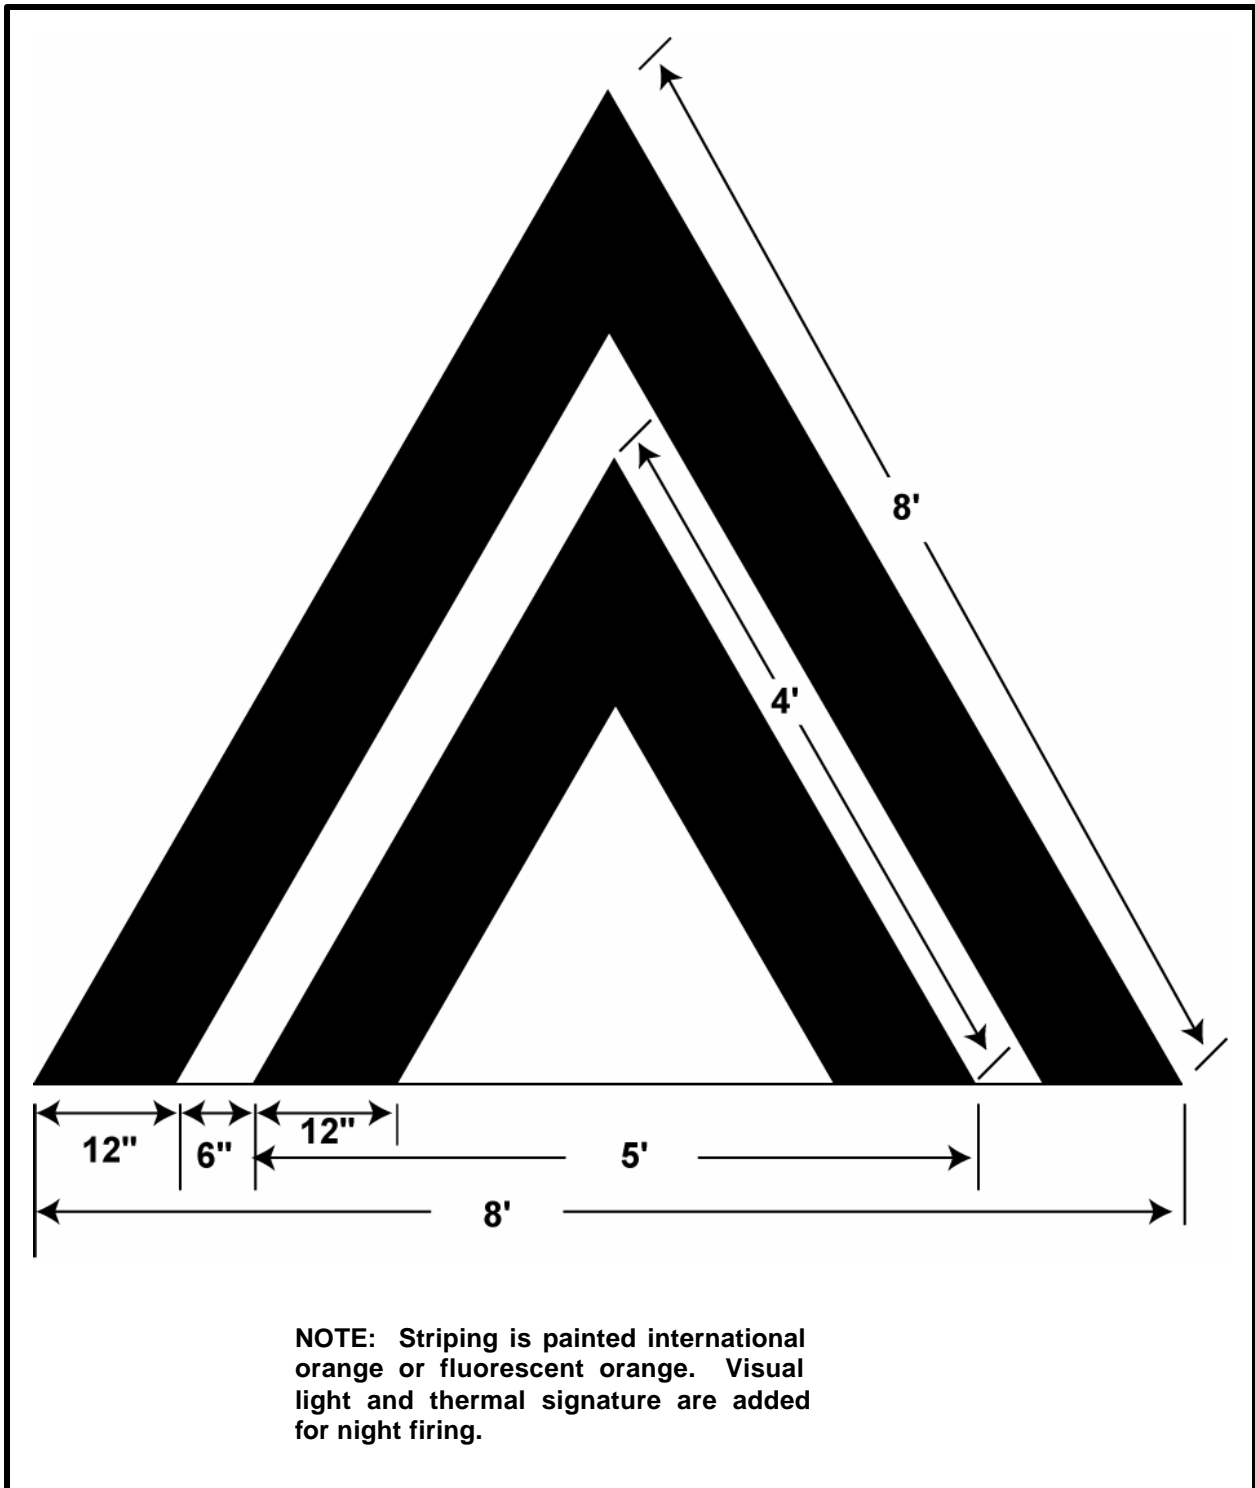 8'
4'
12"
6"
12"
5'
8'
NOTE: Striping is painted international
orange or fluorescent orange. Visual
light and thermal signature are added
for night firing.